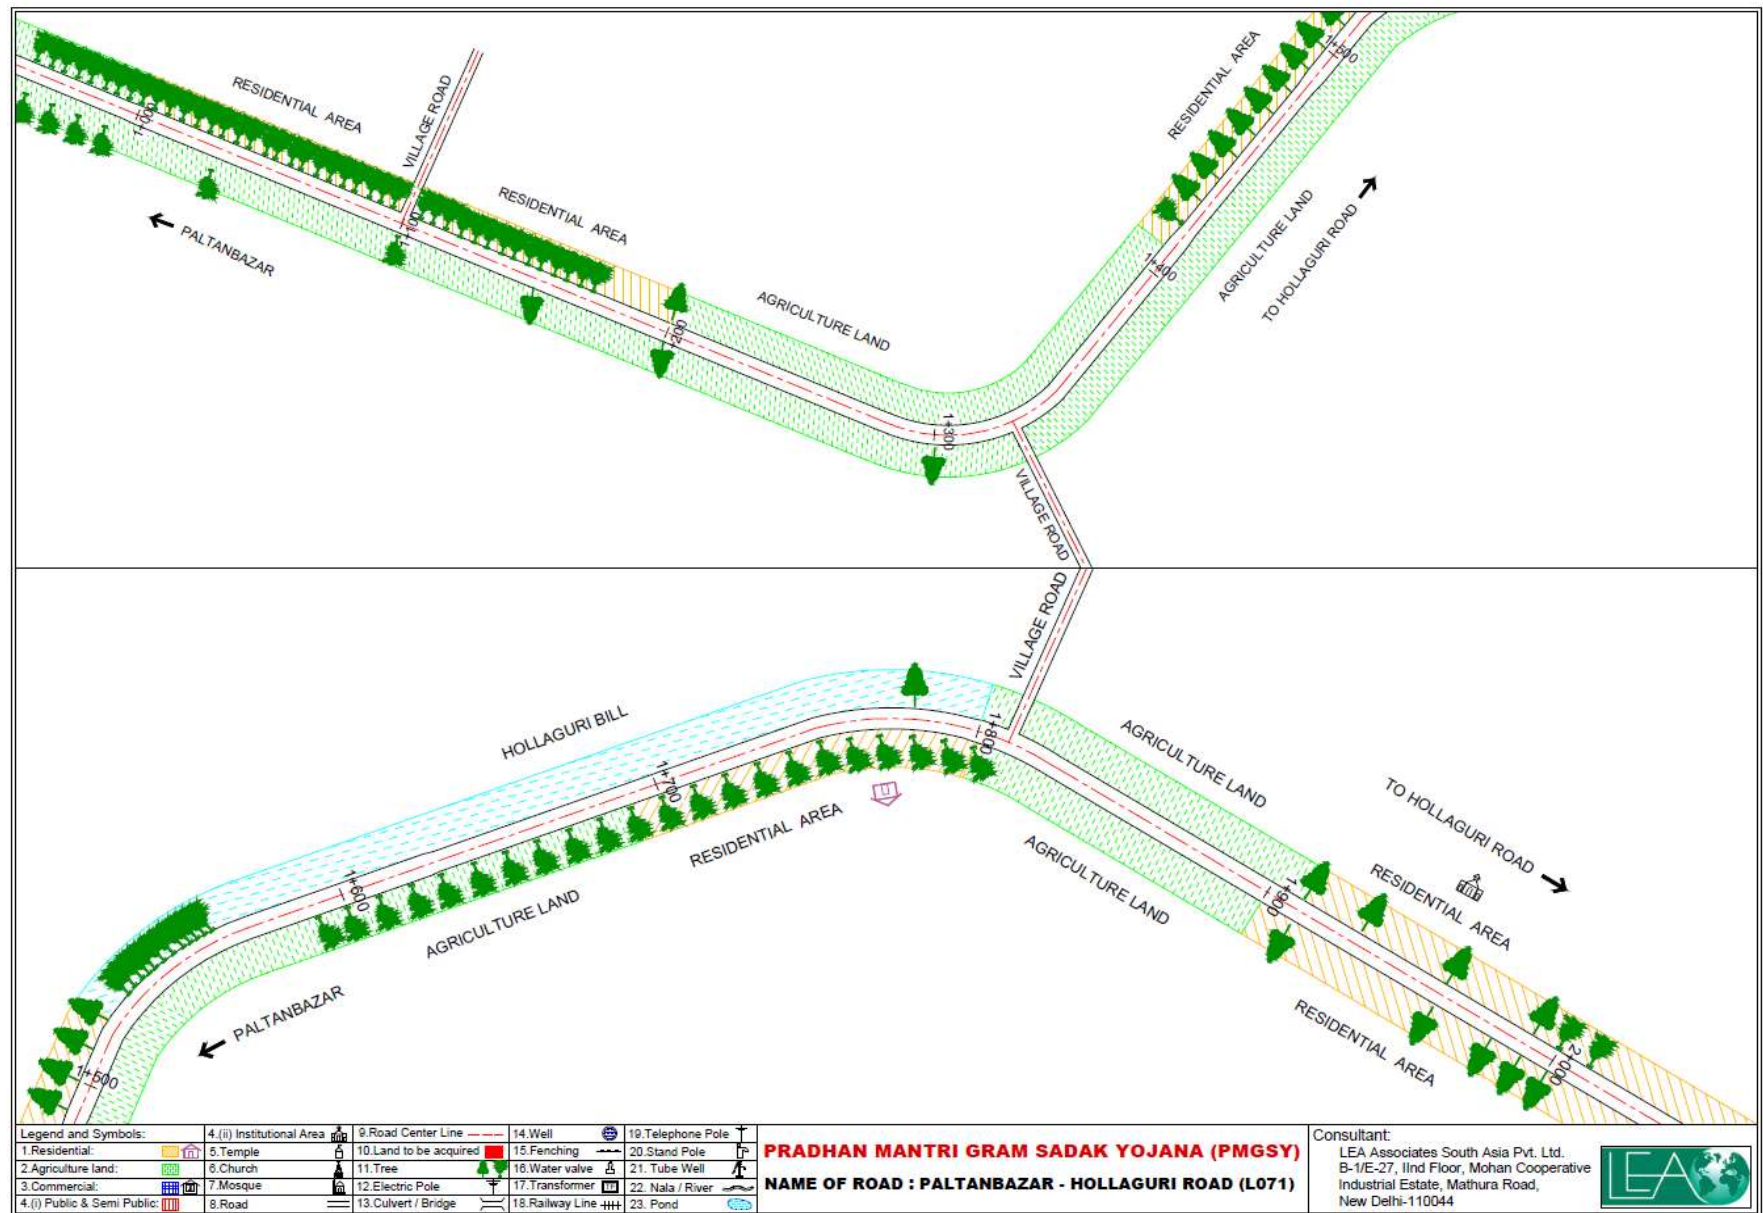 RESIDENTIAL AREA
VILLAGE ROAD
RESIDENTIAL AREA
1+000
1+100
← PALTANBAZAR
1+200
AGRICULTURE LAND
1+300
VILLAGE ROAD
1+400
RESIDENTIAL AREA
1+500
AGRICULTURE LAND
TO HOLLAGURI ROAD →
VILLAGE ROAD
HOLLAGURI BILL
1+500
1+600
1+700
1+800
AGRICULTURE LAND
← PALTANBAZAR
RESIDENTIAL AREA
AGRICULTURE LAND
AGRICULTURE LAND
TO HOLLAGURI ROAD →
RESIDENTIAL AREA
1+900
RESIDENTIAL AREA
2+000
Legend and Symbols:
1.Residential:
2.Agriculture land:
3.Commercial:
4.(i) Public & Semi Public:
4.(ii) Institutional Area
5.Temple
6.Church
7.Mosque
8.Road
9.Road Center Line
10.Land to be acquired
11.Tree
12.Electric Pole
13.Culvert / Bridge
14.Well
15.Fenching
16.Water valve
17.Transformer
18.Railway Line
19.Telephone Pole
20.Stand Pole
21. Tube Well
22. Nala / River
23. Pond
PRADHAN MANTRI GRAM SADAK YOJANA (PMGSY)
NAME OF ROAD : PALTANBAZAR - HOLLAGURI ROAD (L071)
Consultant:
LEA Associates South Asia Pvt. Ltd.
B-1/E-27, IInd Floor, Mohan Cooperative
Industrial Estate, Mathura Road,
New Delhi-110044
LEA